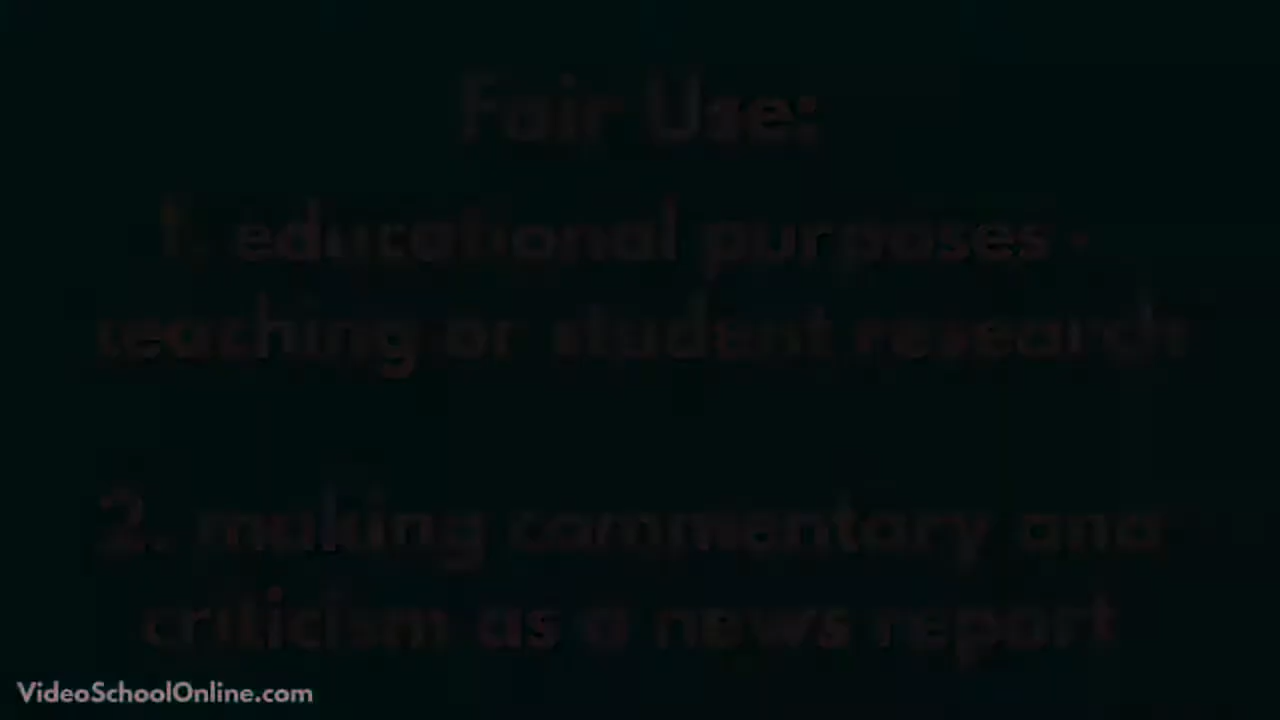 Fair Use:
1. educational purposes -
teaching or student research
2. making commentary and
criticism as a news report
VideoSchoolOnline.com